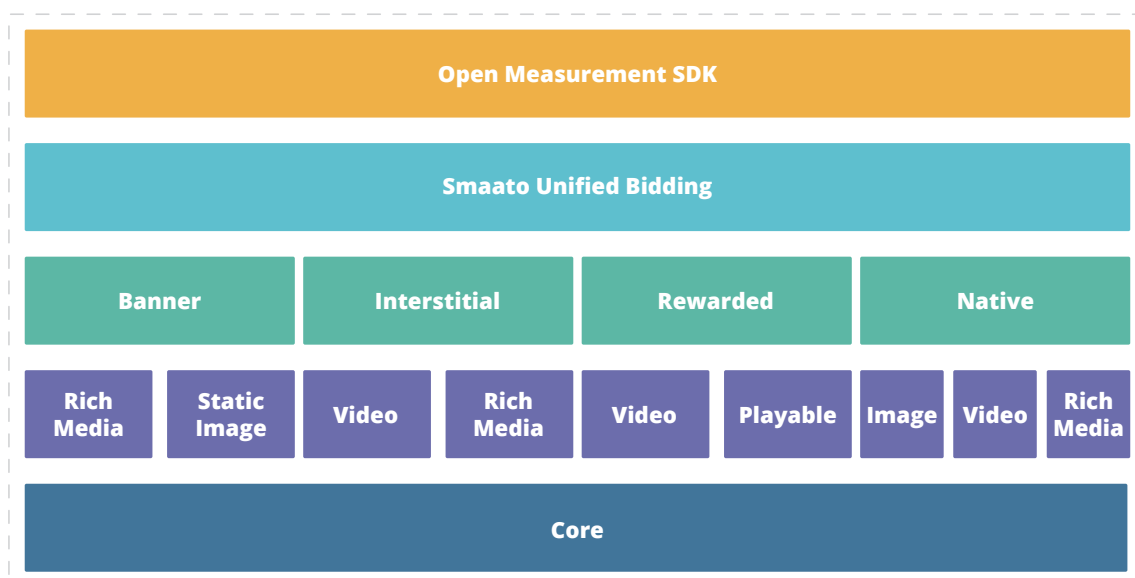 Open Measurement SDK
Smaato Unified Bidding
Banner
Interstitial
Rewarded
Native
Rich
Media
Static
Image
Video
Rich
Media
Video
Playable
Image
Video
Rich
Media
Core